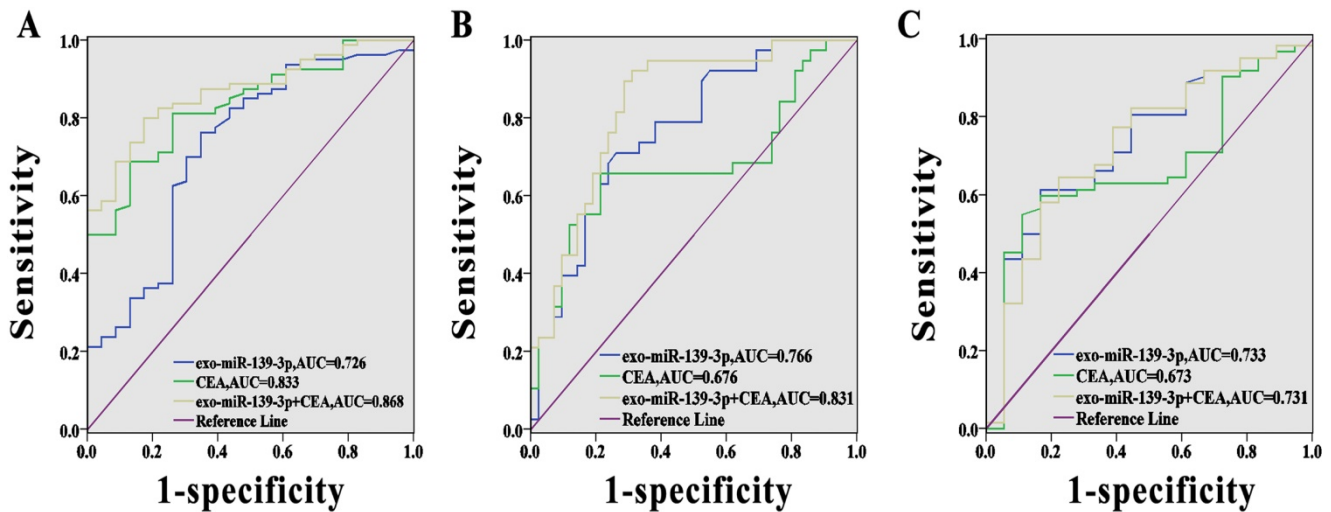 A
Sensitivity
1.0
0.8
0.6
0.4
0.2
0.0
exo-miR-139-3p,AUC=0.726
CEA,AUC=0.833
exo-miR-139-3p+CEA,AUC=0.868
Reference Line
0.0 0.2 0.4 0.6 0.8 1.0
1-specificity
B
Sensitivity
1.0
0.8
0.6
0.4
0.2
0.0
exo-miR-139-3p,AUC=0.766
CEA,AUC=0.676
exo-miR-139-3p+CEA,AUC=0.831
Reference Line
0.0 0.2 0.4 0.6 0.8 1.0
1-specificity
C
Sensitivity
1.0
0.8
0.6
0.4
0.2
0.0
exo-miR-139-3p,AUC=0.733
CEA,AUC=0.673
exo-miR-139-3p+CEA,AUC=0.731
Reference Line
0.0 0.2 0.4 0.6 0.8 1.0
1-specificity